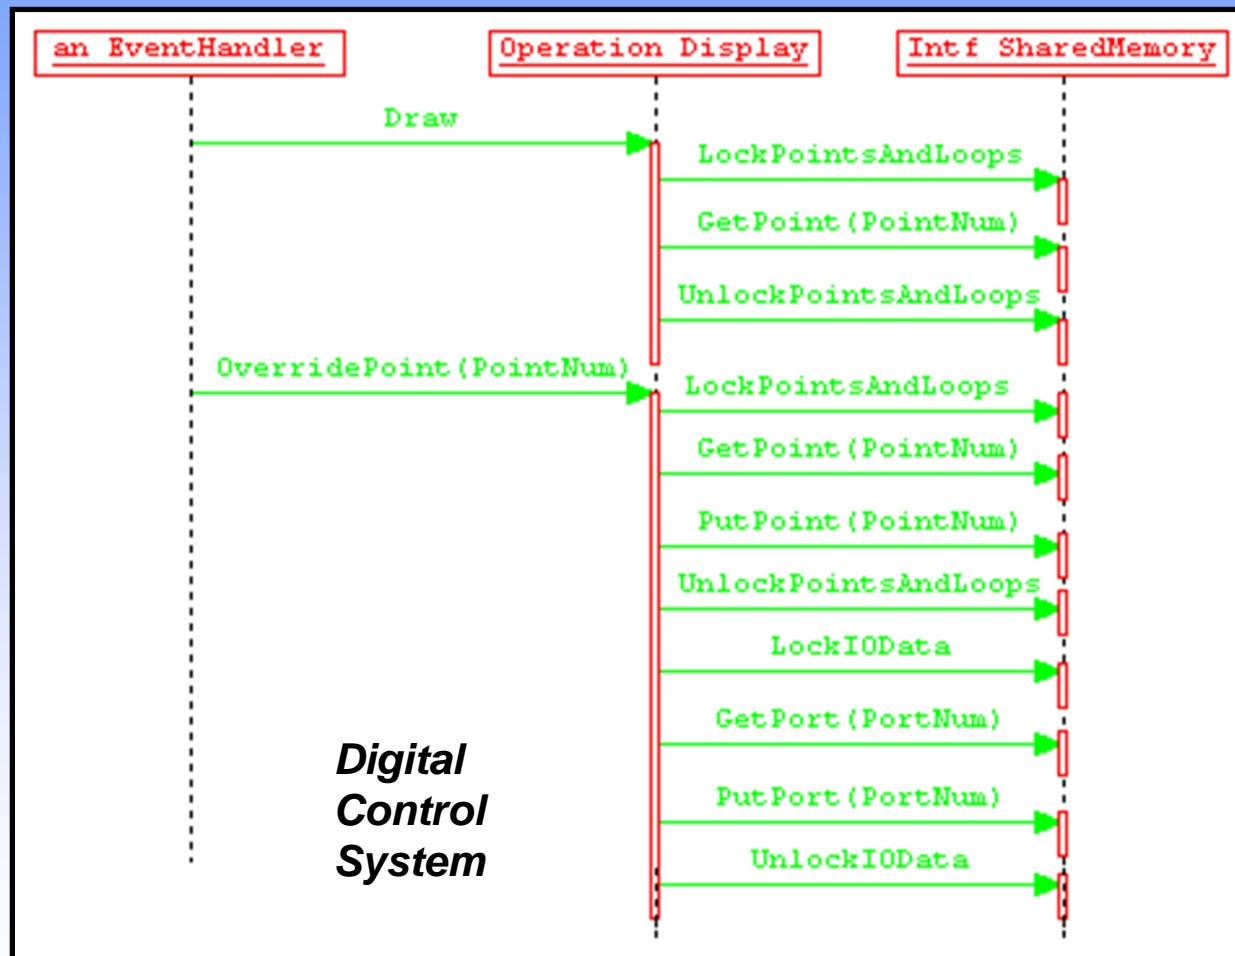 an EventHandler
Operation Display
Intf SharedMemory
Draw
LockPointsAndLoops
GetPoint(PointNum)
UnlockPointsAndLoops
OverridePoint(PointNum)
LockPointsAndLoops
GetPoint(PointNum)
PutPoint(PointNum)
UnlockPointsAndLoops
LockIOData
GetPort(PortNum)
PutPort(PortNum)
UnlockIOData
Digital
Control
System